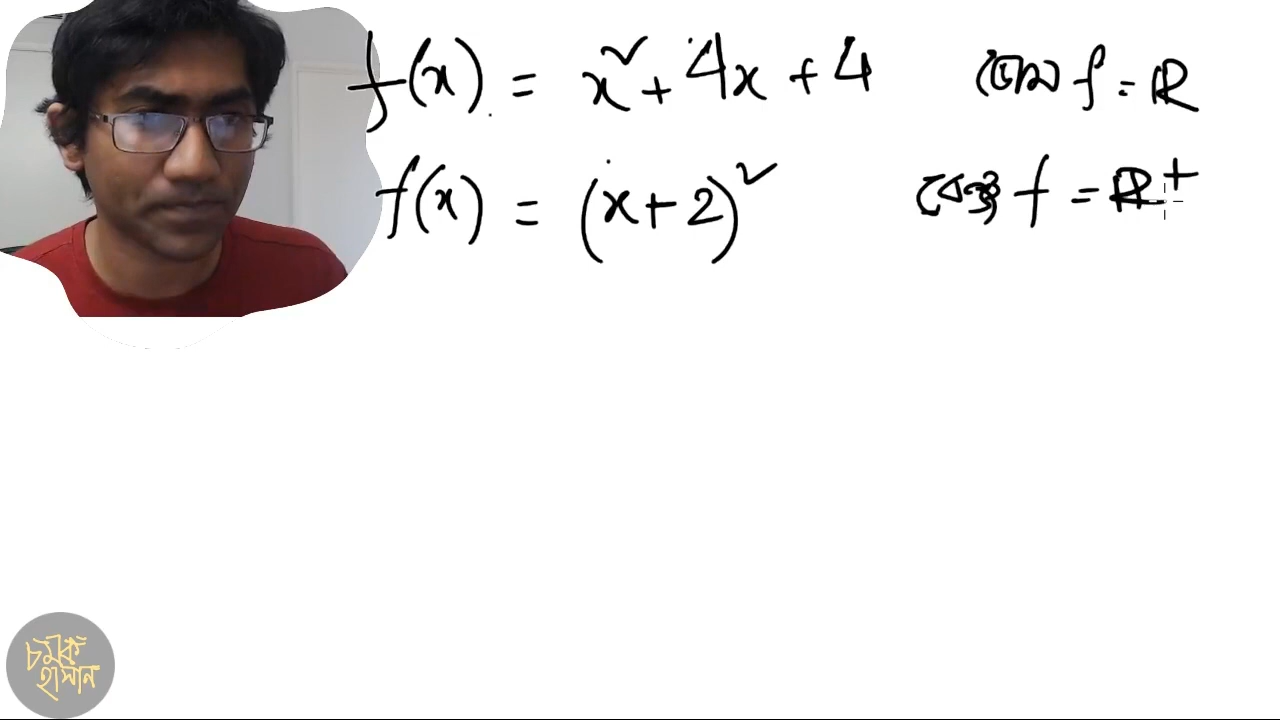 f(x) = x² + 4x + 4 ডোম f = ℝ
f(x) = (x+2)² রেঞ্জ f = ℝ⁺
চমক
হাসান